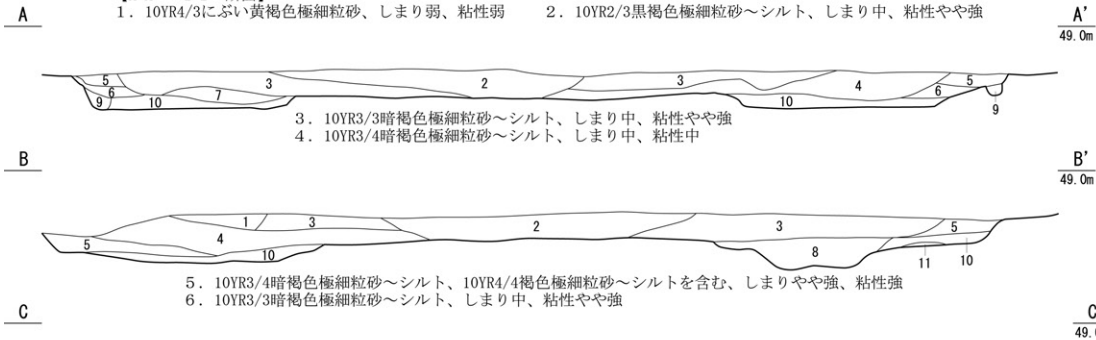 A
1．10YR4/3にぶい黄褐色極細粒砂、しまり弱、粘性弱　2．10YR2/3黒褐色極細粒砂～シルト、しまり中、粘性やや強
A'
49.0m
5 3 2 3 4 5
6 7 6
9 10 10 9
3．10YR3/3暗褐色極細粒砂～シルト、しまり中、粘性やや強
4．10YR3/4暗褐色極細粒砂～シルト、しまり中、粘性中
B
B'
49.0m
1 3 2 3 5
5 4
10 8 11 10
5．10YR3/4暗褐色極細粒砂～シルト、10YR4/4褐色極細粒砂～シルトを含む、しまりやや強、粘性強
6．10YR3/3暗褐色極細粒砂～シルト、しまり中、粘性やや強
C
C
49.